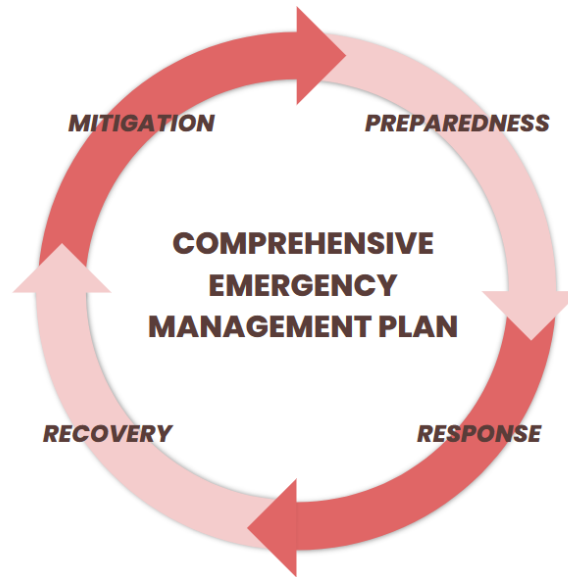 MITIGATION
PREPAREDNESS
COMPREHENSIVE
EMERGENCY
MANAGEMENT PLAN
RECOVERY
RESPONSE